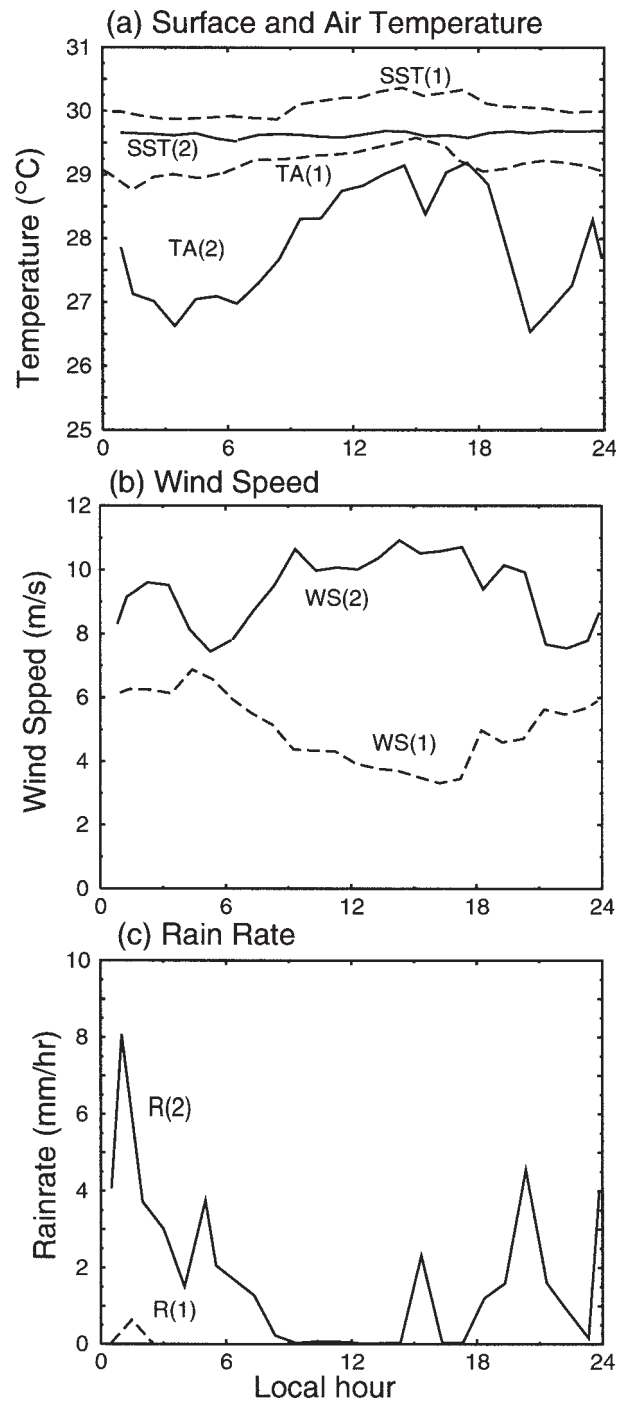 (a) Surface and Air Temperature
31
30
29
28
27
26
25
Temperature (°C)
SST(1)
SST(2)
TA(1)
TA(2)
0 6 12 18 24
(b) Wind Speed
12
10
8
6
4
2
0
Wind Spped (m/s)
WS(2)
WS(1)
0 6 12 18 24
(c) Rain Rate
10
8
6
4
2
0
Rainrate (mm/hr)
R(2)
R(1)
0 6 12 18 24
Local hour